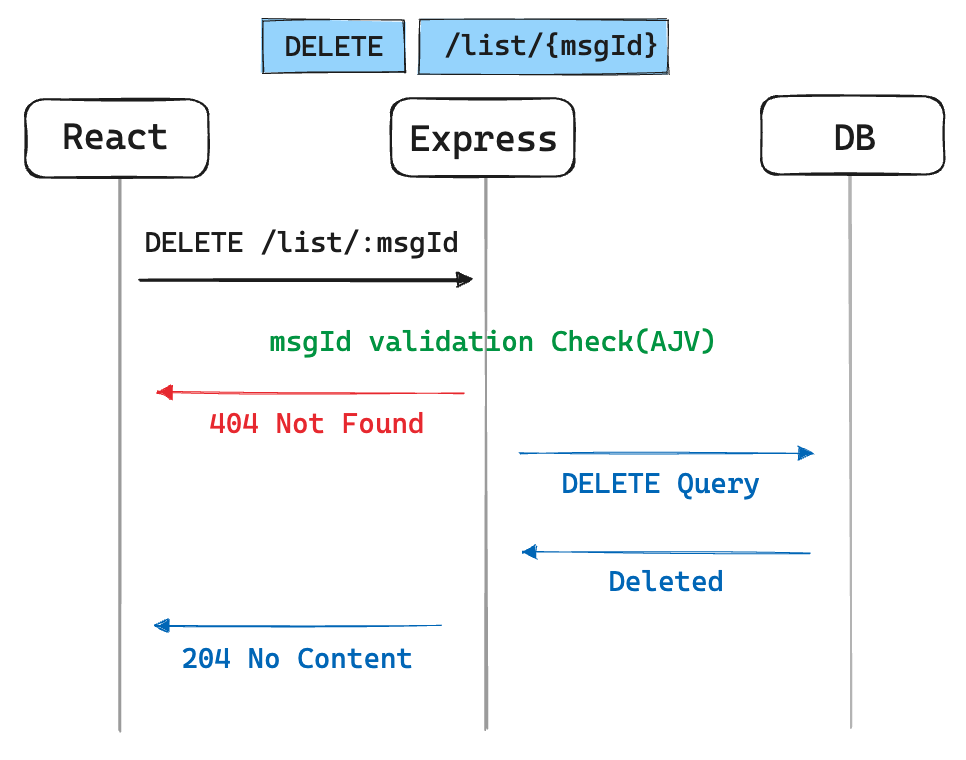 DELETE /list/{msgId}
React Express DB
DELETE /list/:msgId
msgId validation Check(AJV)
404 Not Found
DELETE Query
Deleted
204 No Content